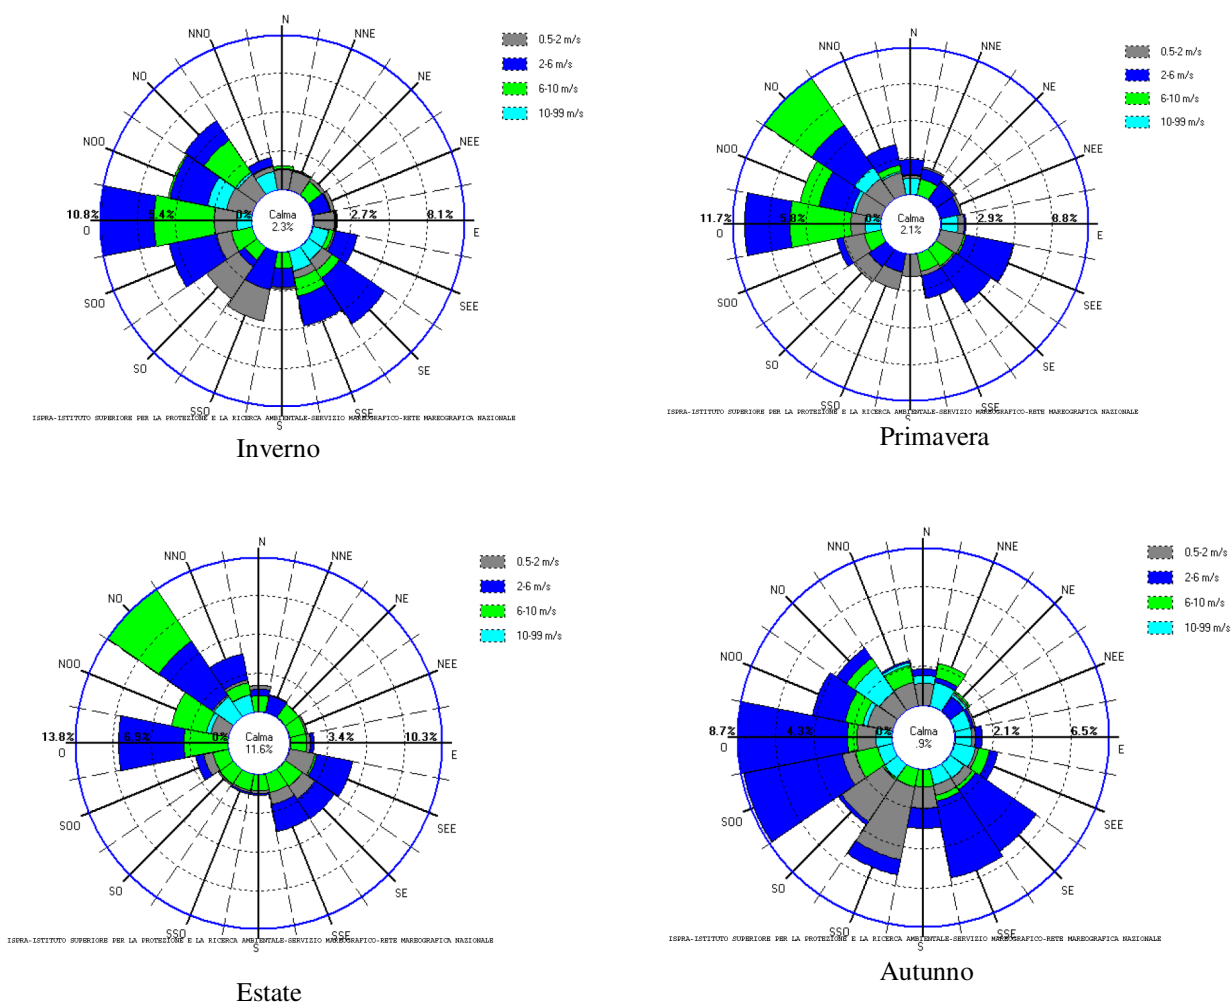 N
NNE
NE
NEE
E
SEE
SE
SSE
S
SSO
SO
SOO
O
NOO
NO
NNO
10.8%
5.4%
0%
Calma
2.3%
2.7%
8.1%
0.5-2 m/s
2-6 m/s
6-10 m/s
10-99 m/s
ISPRA-ISTITUTO SUPERIORE PER LA PROTEZIONE E LA RICERCA AMBIENTALE-SERVIZIO MAREOGRAFICO-RETE MAREOGRAFICA NAZIONALE
Inverno
N
NNE
NE
NEE
E
SEE
SE
SSE
S
SSO
SO
SOO
O
NOO
NO
NNO
11.7%
5.8%
0%
Calma
2.1%
2.9%
8.8%
0.5-2 m/s
2-6 m/s
6-10 m/s
10-99 m/s
ISPRA-ISTITUTO SUPERIORE PER LA PROTEZIONE E LA RICERCA AMBIENTALE-SERVIZIO MAREOGRAFICO-RETE MAREOGRAFICA NAZIONALE
Primavera
N
NNE
NE
NEE
E
SEE
SE
SSE
S
SSO
SO
SOO
O
NOO
NO
NNO
13.8%
6.9%
0%
Calma
11.6%
3.4%
10.3%
0.5-2 m/s
2-6 m/s
6-10 m/s
10-99 m/s
ISPRA-ISTITUTO SUPERIORE PER LA PROTEZIONE E LA RICERCA AMBIENTALE-SERVIZIO MAREOGRAFICO-RETE MAREOGRAFICA NAZIONALE
Estate
N
NNE
NE
NEE
E
SEE
SE
SSE
S
SSO
SO
SOO
O
NOO
NO
NNO
8.7%
4.3%
0%
Calma
.9%
2.1%
6.5%
0.5-2 m/s
2-6 m/s
6-10 m/s
10-99 m/s
ISPRA-ISTITUTO SUPERIORE PER LA PROTEZIONE E LA RICERCA AMBIENTALE-SERVIZIO MAREOGRAFICO-RETE MAREOGRAFICA NAZIONALE
Autunno